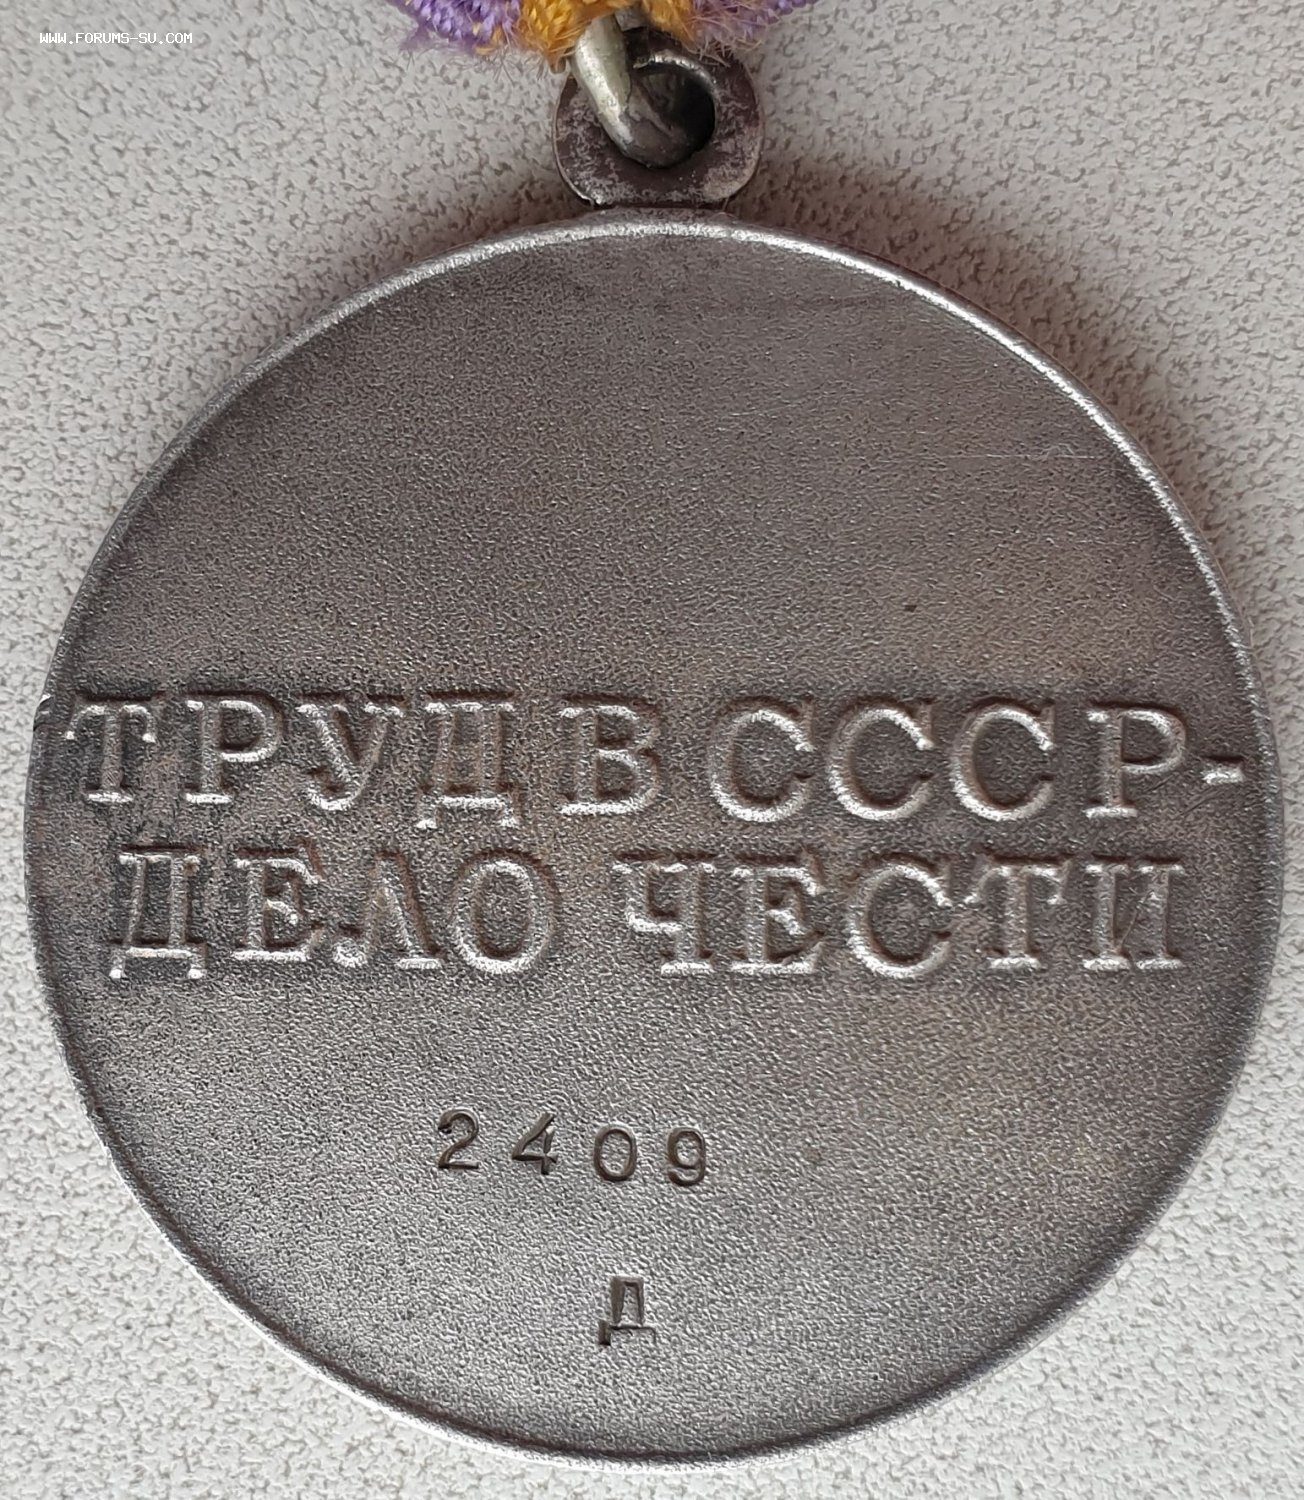 WWW.FORUMS-SU.COM
ТРУД В СССР-
ДЕЛО ЧЕСТИ
2409
Д